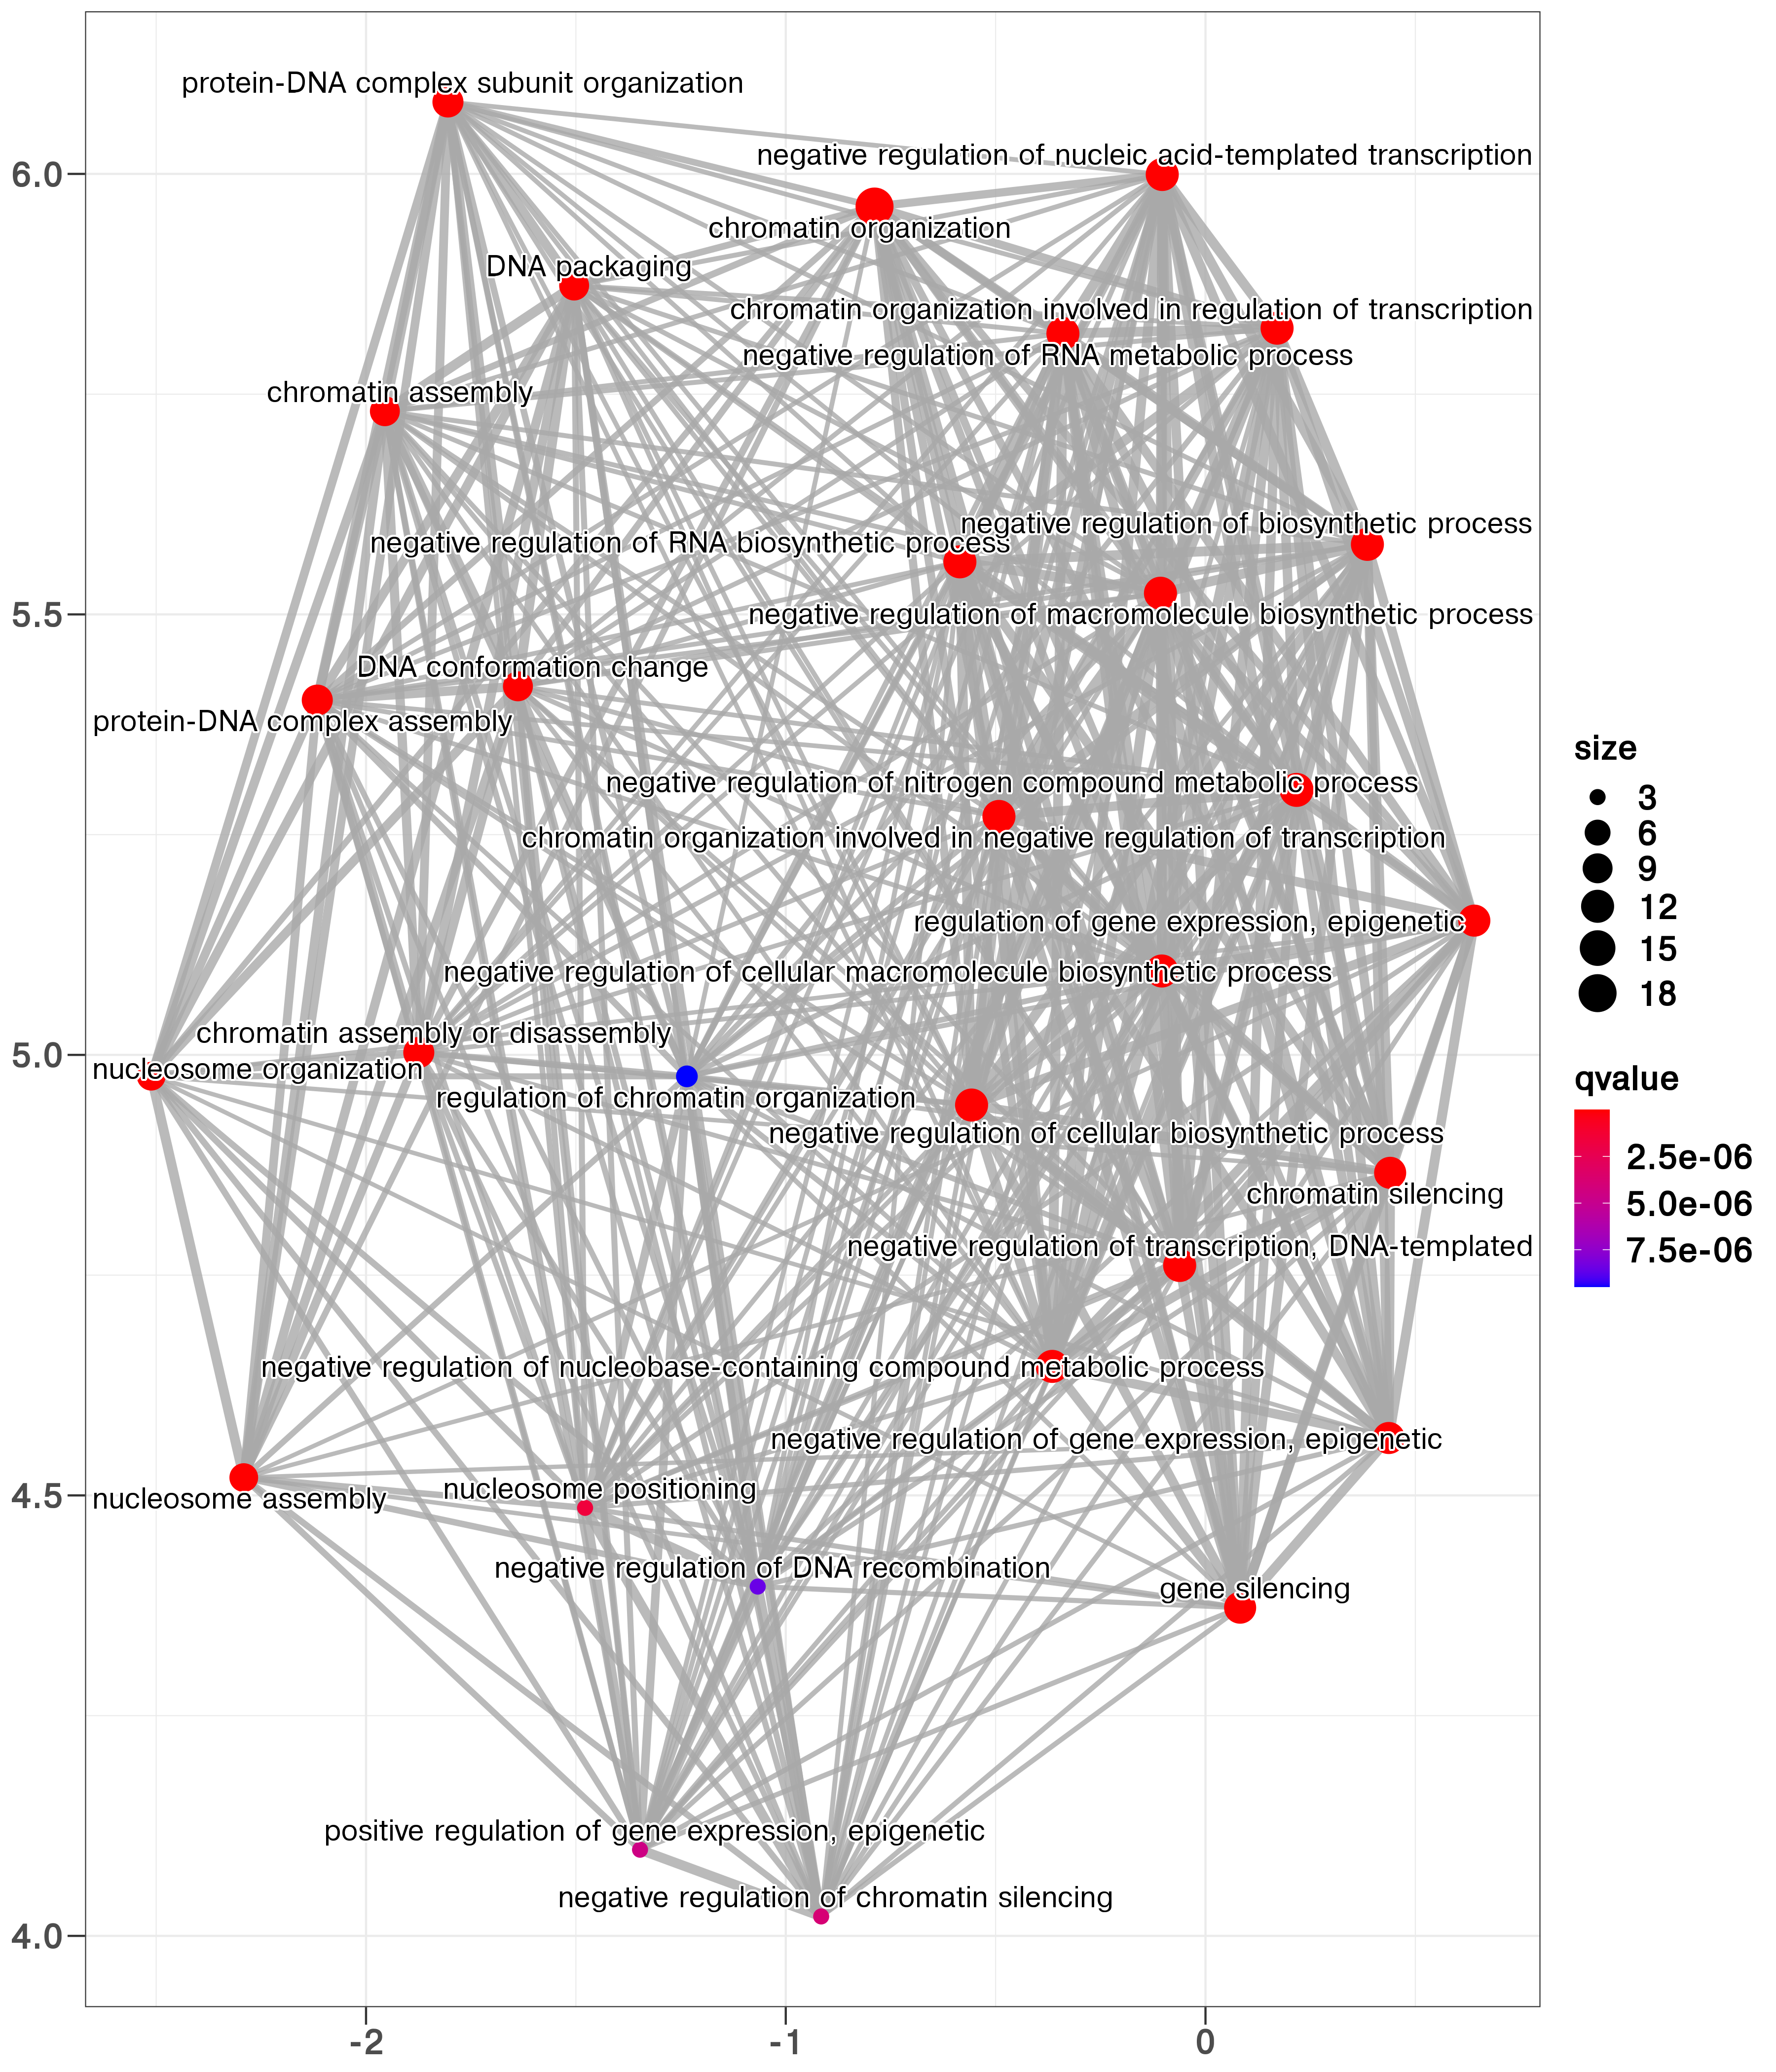 protein-DNA complex subunit organization
negative regulation of nucleic acid-templated transcription
6.0
chromatin organization
DNA packaging
chromatin organization involved in regulation of transcription
negative regulation of RNA metabolic process
chromatin assembly
negative regulation of biosynthetic process
negative regulation of RNA biosynthetic process
5.5
negative regulation of macromolecule biosynthetic process
DNA conformation change
protein-DNA complex assembly
negative regulation of nitrogen compound metabolic process
chromatin organization involved in negative regulation of transcription
regulation of gene expression, epigenetic
negative regulation of cellular macromolecule biosynthetic process
chromatin assembly or disassembly
5.0
nucleosome organization
regulation of chromatin organization
negative regulation of cellular biosynthetic process
chromatin silencing
negative regulation of transcription, DNA-templated
negative regulation of nucleobase-containing compound metabolic process
negative regulation of gene expression, epigenetic
nucleosome positioning
4.5
nucleosome assembly
negative regulation of DNA recombination
gene silencing
positive regulation of gene expression, epigenetic
negative regulation of chromatin silencing
4.0
-2
-1
0
size
3
6
9
12
15
18
qvalue
2.5e-06
5.0e-06
7.5e-06